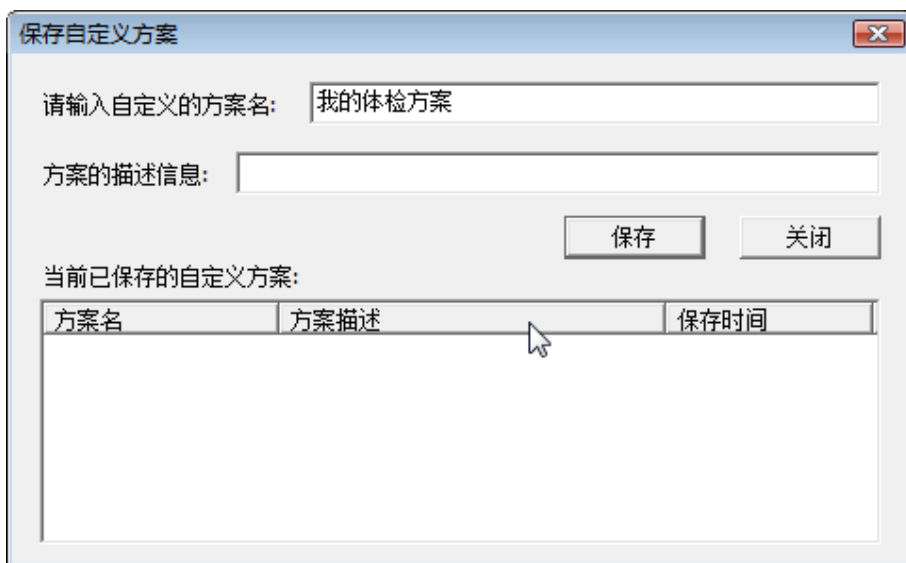 保存自定义方案
请输入自定义的方案名: 我的体检方案
方案的描述信息:
保存 关闭
当前已保存的自定义方案:
方案名 方案描述 保存时间